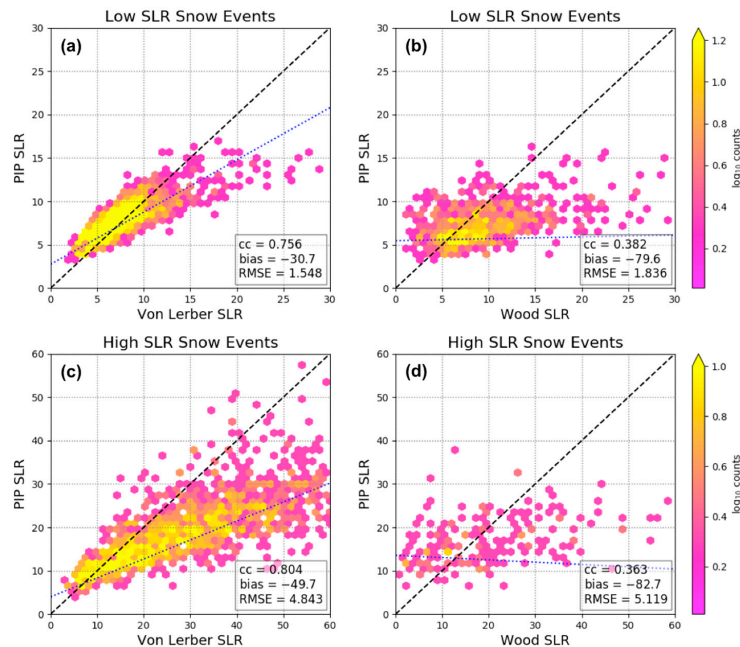 Low SLR Snow Events
(a)
30
25
20
15
10
5
0
PIP SLR
0 5 10 15 20 25 30
Von Lerber SLR
cc = 0.756
bias = −30.7
RMSE = 1.548
Low SLR Snow Events
(b)
30
25
20
15
10
5
0
PIP SLR
0 5 10 15 20 25 30
Wood SLR
cc = 0.382
bias = −79.6
RMSE = 1.836
1.2
1.0
0.8
0.6
0.4
0.2
log₁₀ counts
High SLR Snow Events
(c)
60
50
40
30
20
10
0
PIP SLR
0 10 20 30 40 50 60
Von Lerber SLR
cc = 0.804
bias = −49.7
RMSE = 4.843
High SLR Snow Events
(d)
60
50
40
30
20
10
0
PIP SLR
0 10 20 30 40 50 60
Wood SLR
cc = 0.363
bias = −82.7
RMSE = 5.119
1.0
0.8
0.6
0.4
0.2
log₁₀ counts